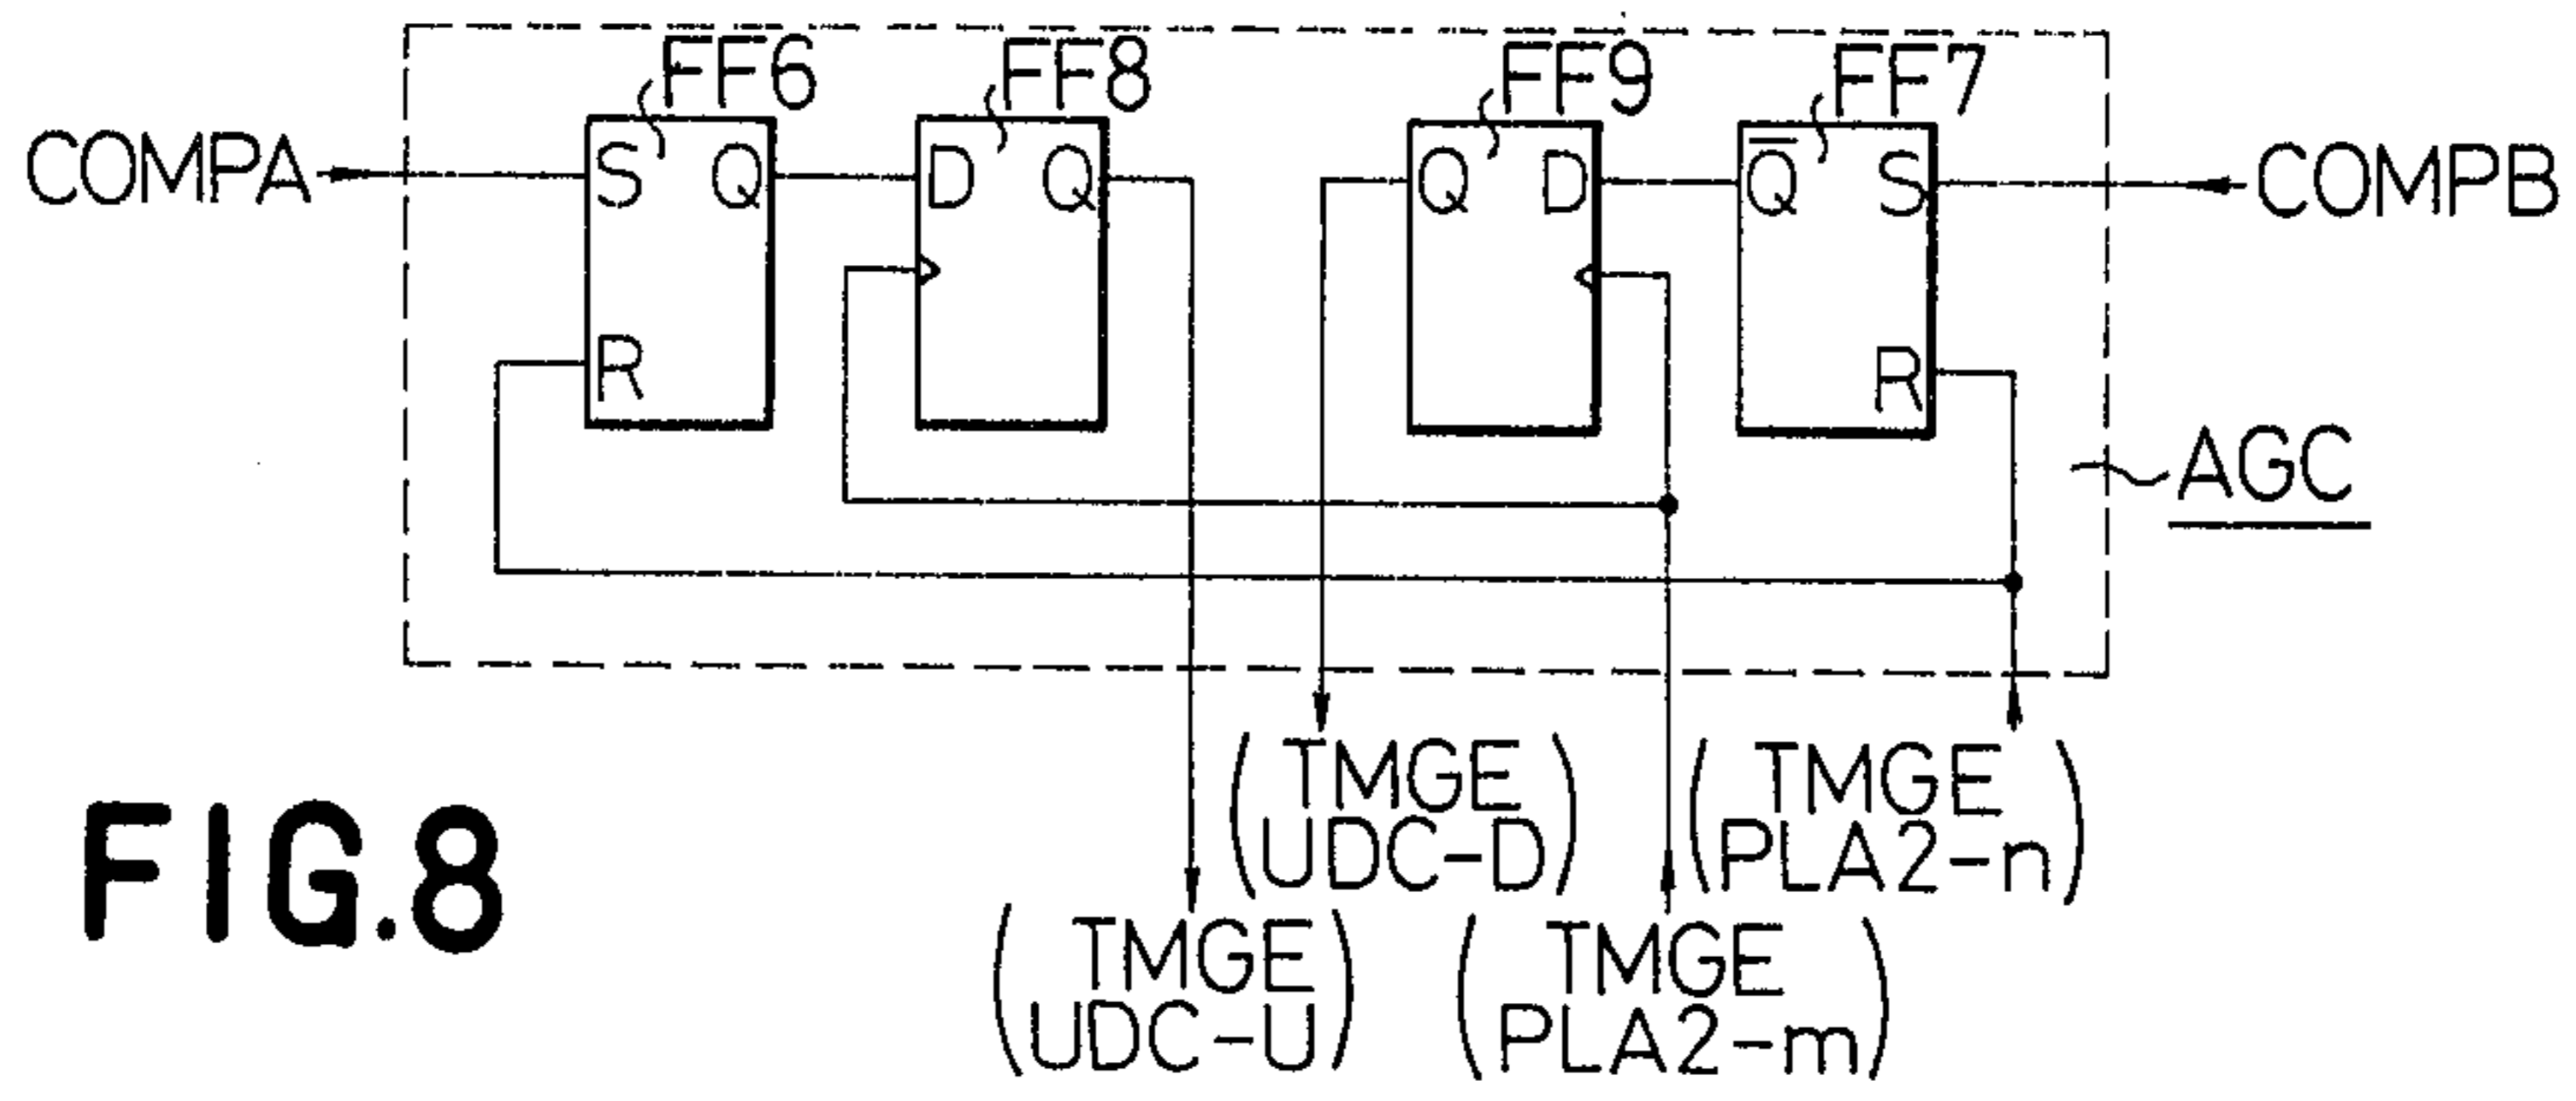 FF6 FF8 FF9 FF7
COMPA S Q D Q Q D Q̅ S COMPB
R R
AGC
(TMGE UDC-D)
(TMGE PLA2-n)
(TMGE UDC-U)
(TMGE PLA2-m)
FIG.8